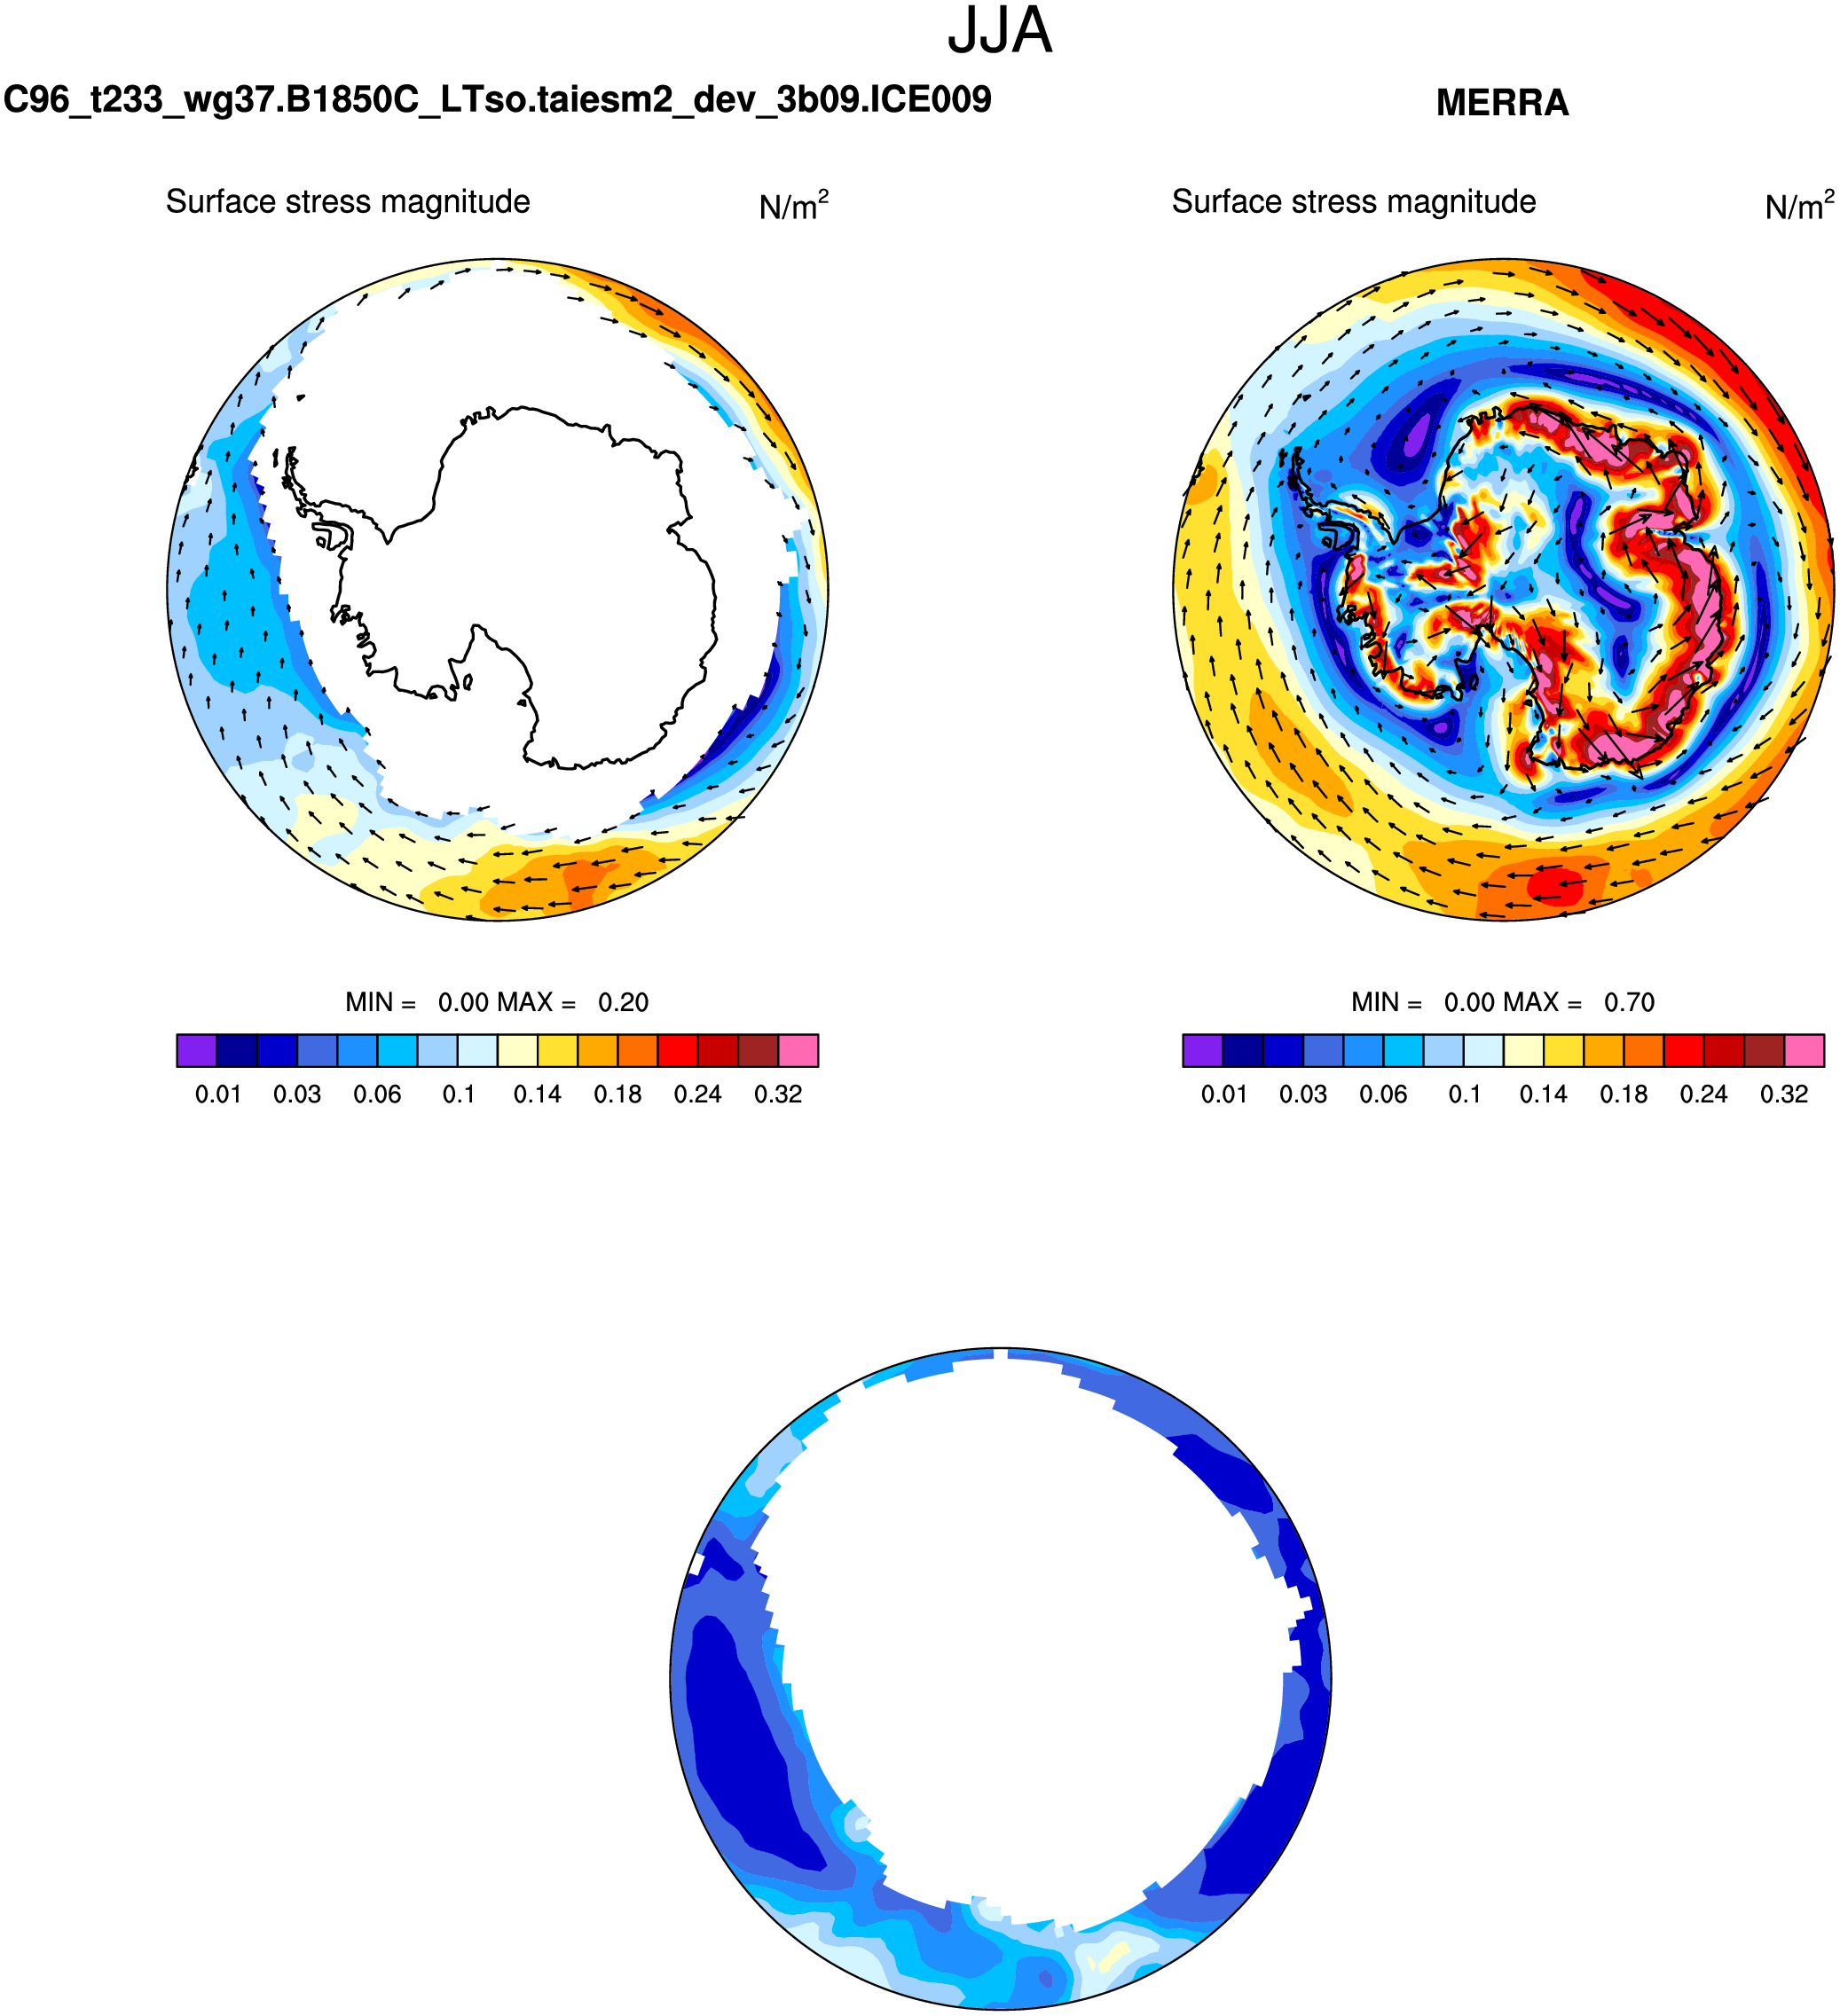 JJA
C96_t233_wg37.B1850C_LTso.taiesm2_dev_3b09.ICE009
MERRA
Surface stress magnitude N/m²
Surface stress magnitude N/m²
MIN = 0.00 MAX = 0.20
MIN = 0.00 MAX = 0.70
0.01 0.03 0.06 0.1 0.14 0.18 0.24 0.32
0.01 0.03 0.06 0.1 0.14 0.18 0.24 0.32